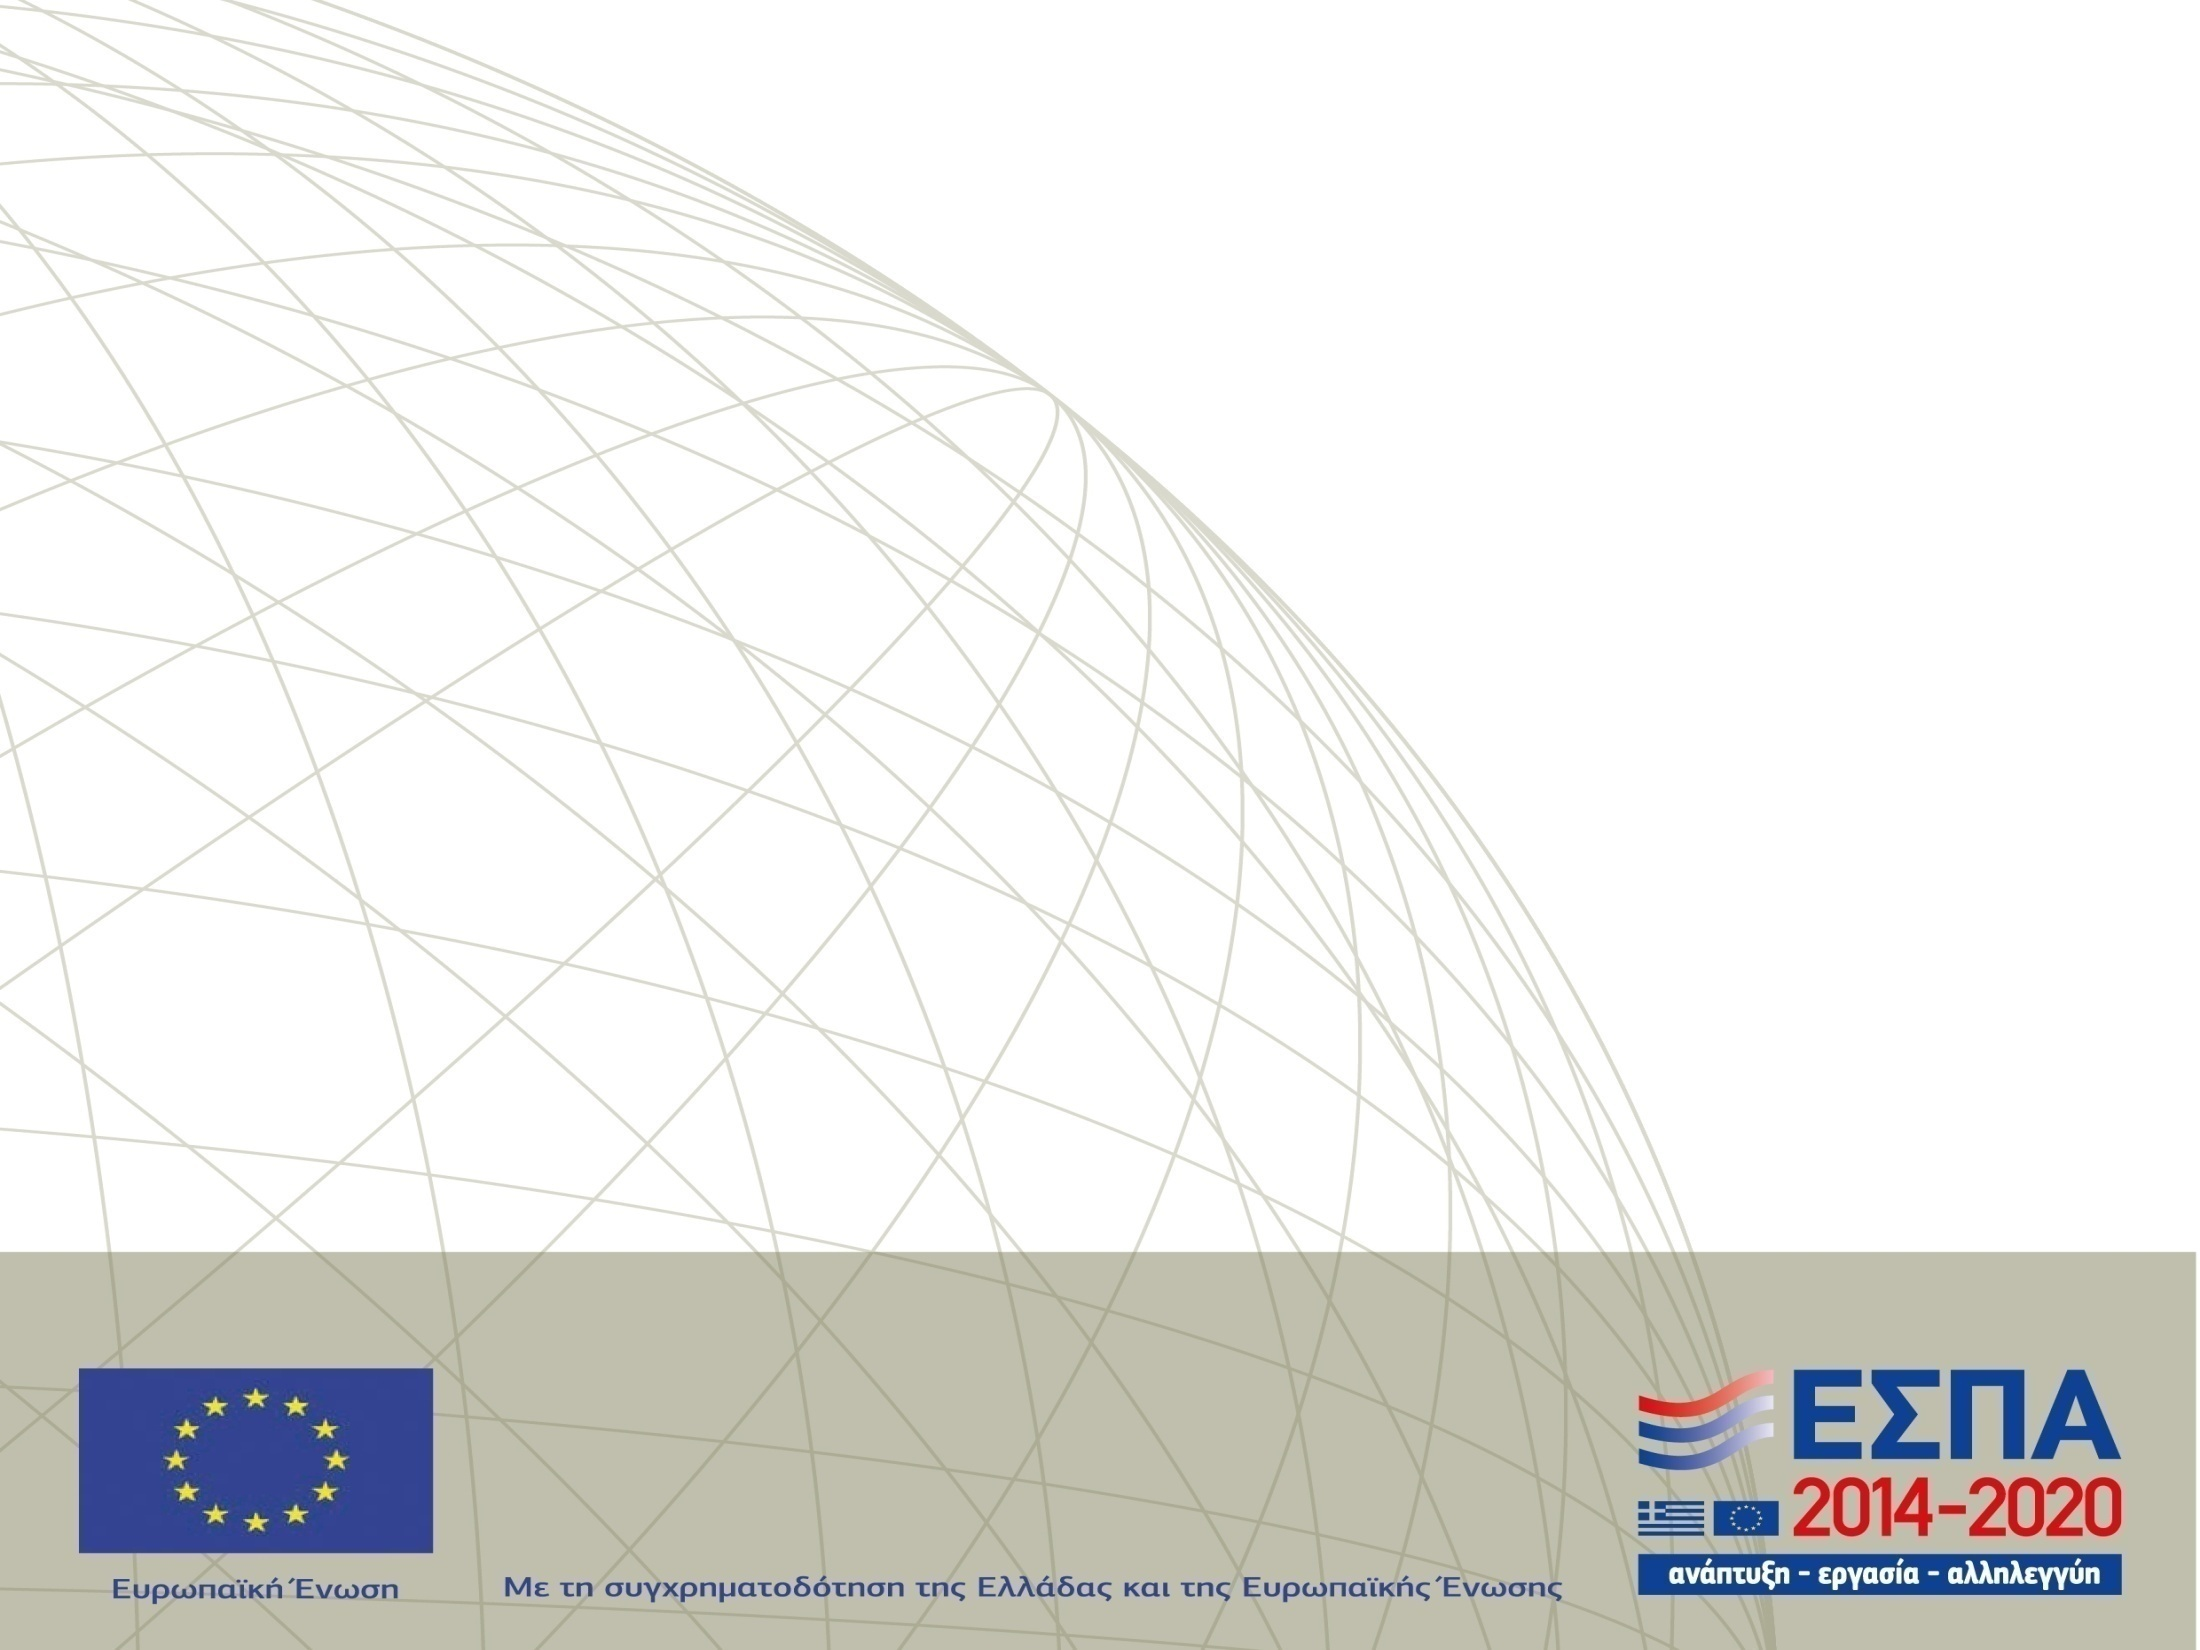 ΕΣΠΑ
2014-2020
ανάπτυξη - εργασία - αλληλεγγύη
Ευρωπαϊκή Ένωση
Με τη συγχρηματοδότηση της Ελλάδας και της Ευρωπαϊκής Ένωσης